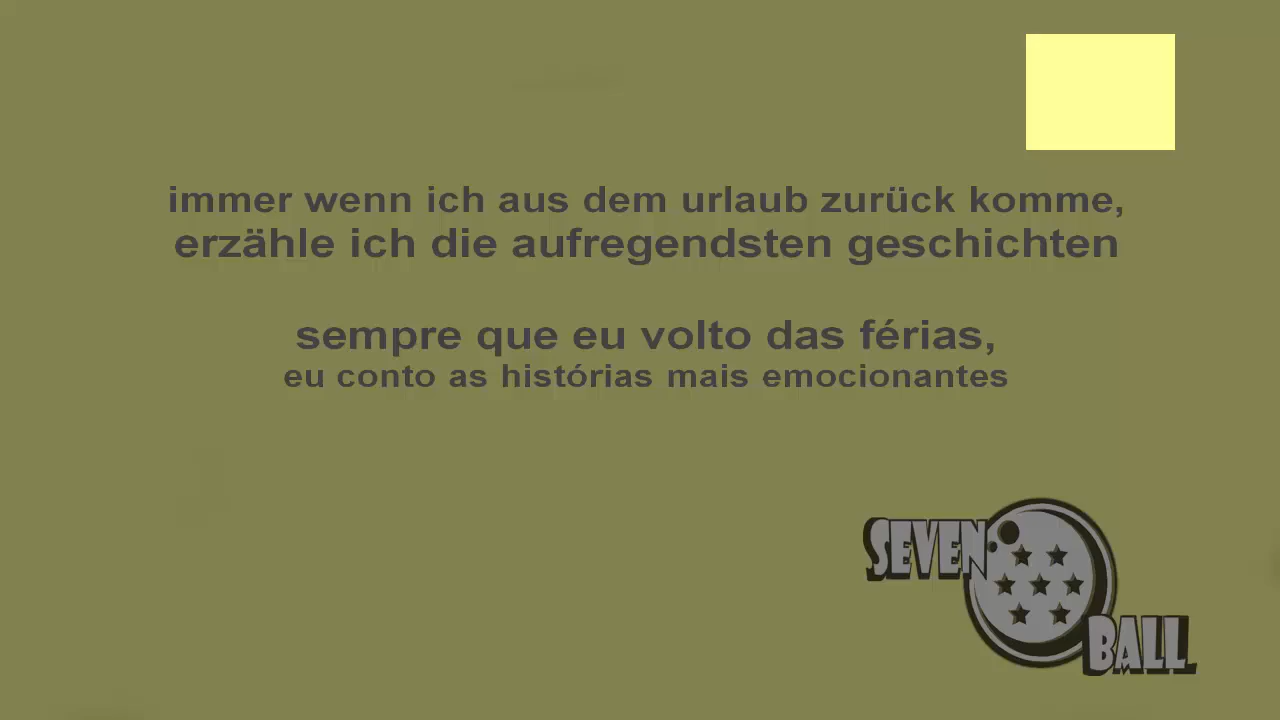 immer wenn ich aus dem urlaub zurück komme,
erzähle ich die aufregendsten geschichten
sempre que eu volto das férias,
eu conto as histórias mais emocionantes
SEVEN
BALL